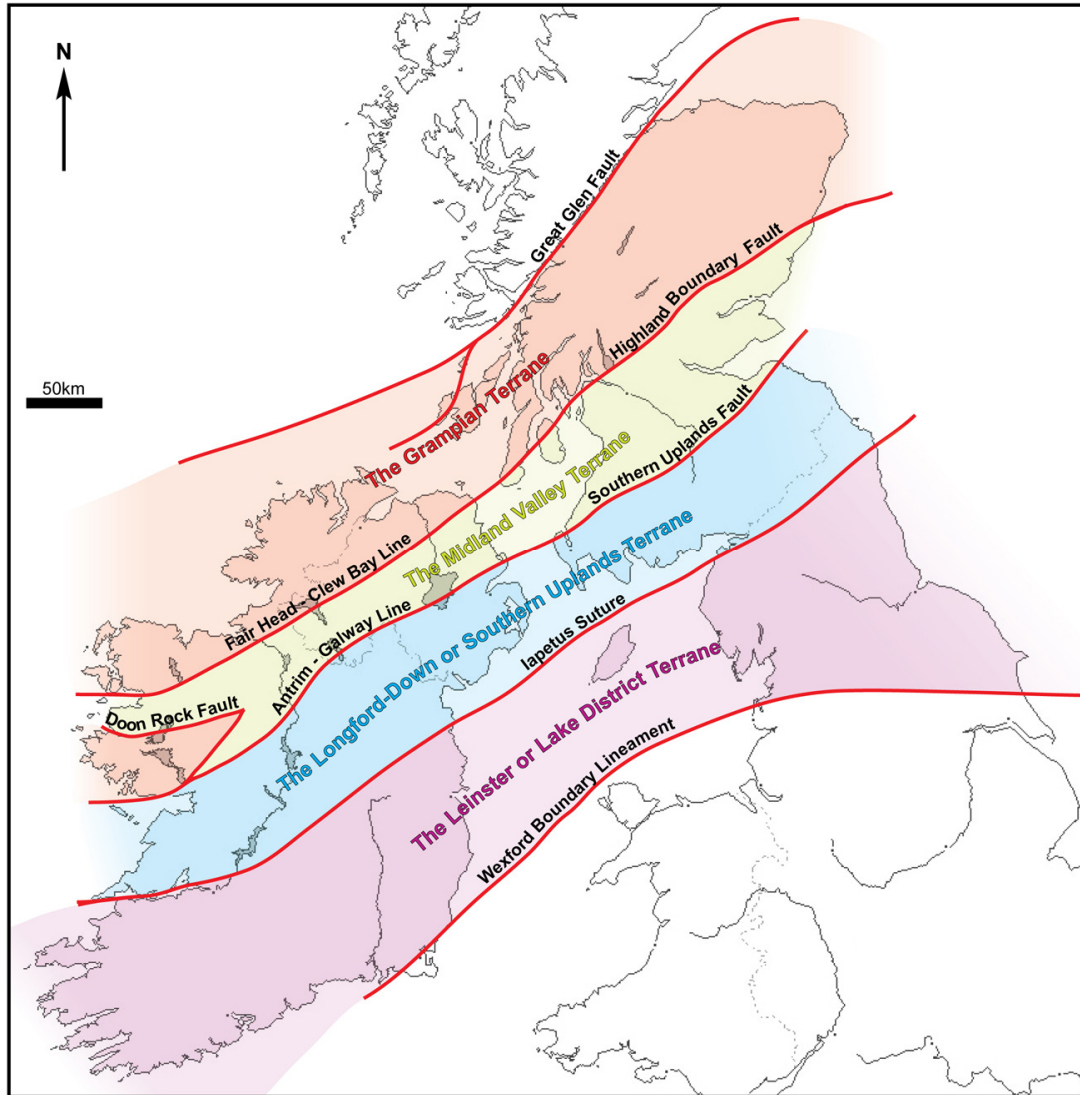 N
Great Glen Fault
Highland Boundary Fault
50km
The Grampian Terrane
Southern Uplands Fault
The Midland Valley Terrane
Fair Head - Clew Bay Line
Antrim - Galway Line
The Longford-Down or Southern Uplands Terrane
Iapetus Suture
Doon Rock Fault
The Leinster or Lake District Terrane
Wexford Boundary Lineament